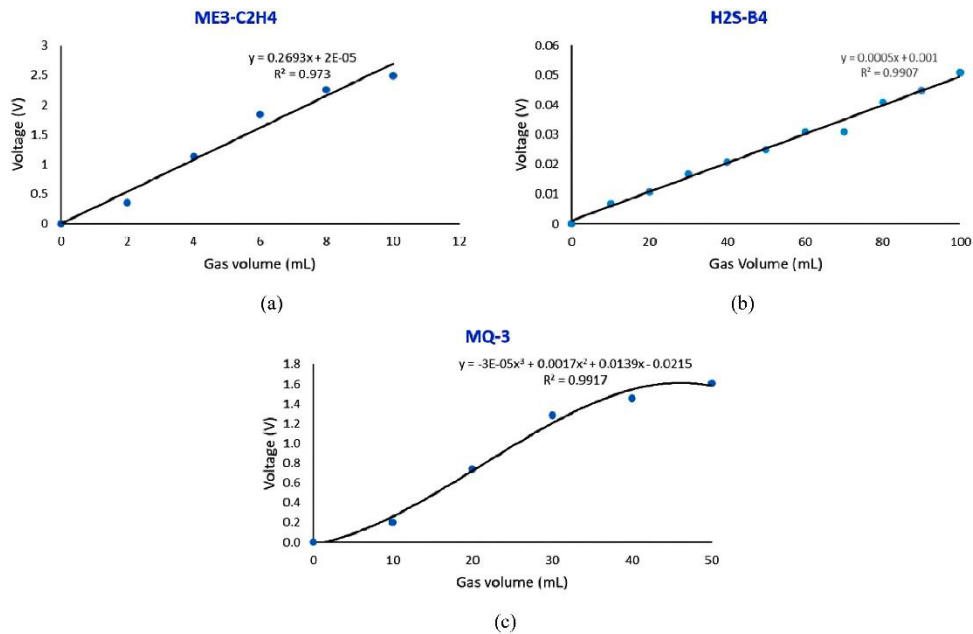 ME3-C2H4
y = 0.2693x + 2E-05
R² = 0.973
Voltage (V)
3
2.5
2
1.5
1
0.5
0
0 2 4 6 8 10 12
Gas volume (mL)
(a)
H2S-B4
y = 0.0005x + 0.001
R² = 0.9907
Voltage (V)
0.06
0.05
0.04
0.03
0.02
0.01
0
0 20 40 60 80 100
Gas Volume (mL)
(b)
MQ-3
y = -3E-05x³ + 0.0017x² + 0.0139x - 0.0215
R² = 0.9917
Voltage (V)
1.8
1.6
1.4
1.2
1.0
0.8
0.6
0.4
0.2
0.0
0 10 20 30 40 50
Gas volume (mL)
(c)